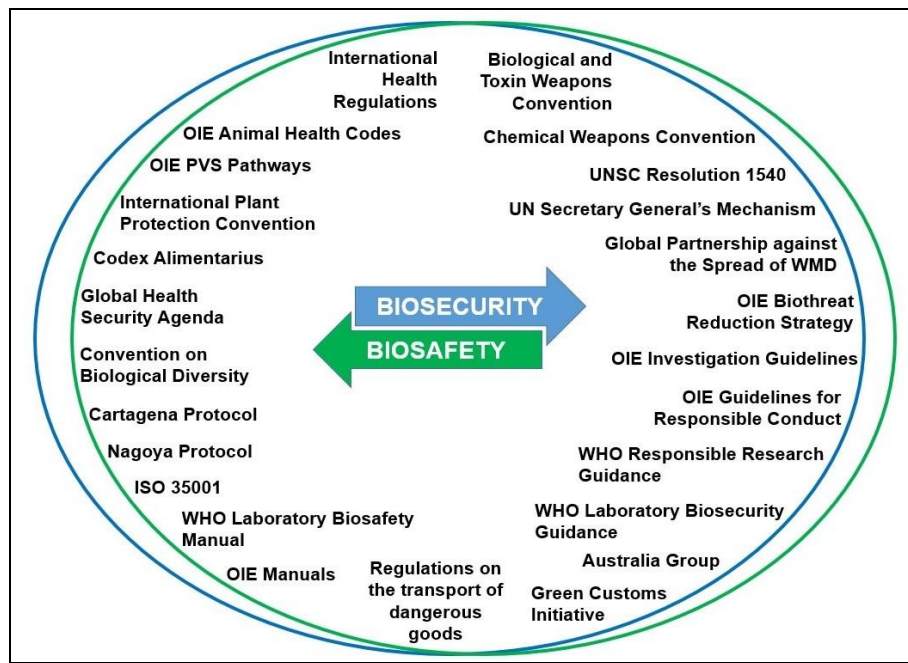 International
Health
Regulations
Biological and
Toxin Weapons
Convention
OIE Animal Health Codes
Chemical Weapons Convention
OIE PVS Pathways
UNSC Resolution 1540
International Plant
Protection Convention
UN Secretary General's Mechanism
Codex Alimentarius
Global Partnership against
the Spread of WMD
Global Health
Security Agenda
BIOSECURITY
OIE Biothreat
Reduction Strategy
BIOSAFETY
Convention on
Biological Diversity
OIE Investigation Guidelines
Cartagena Protocol
OIE Guidelines for
Responsible Conduct
Nagoya Protocol
WHO Responsible Research
Guidance
ISO 35001
WHO Laboratory Biosafety
Manual
WHO Laboratory Biosecurity
Guidance
OIE Manuals
Regulations on
the transport of
dangerous
goods
Australia Group
Green Customs
Initiative